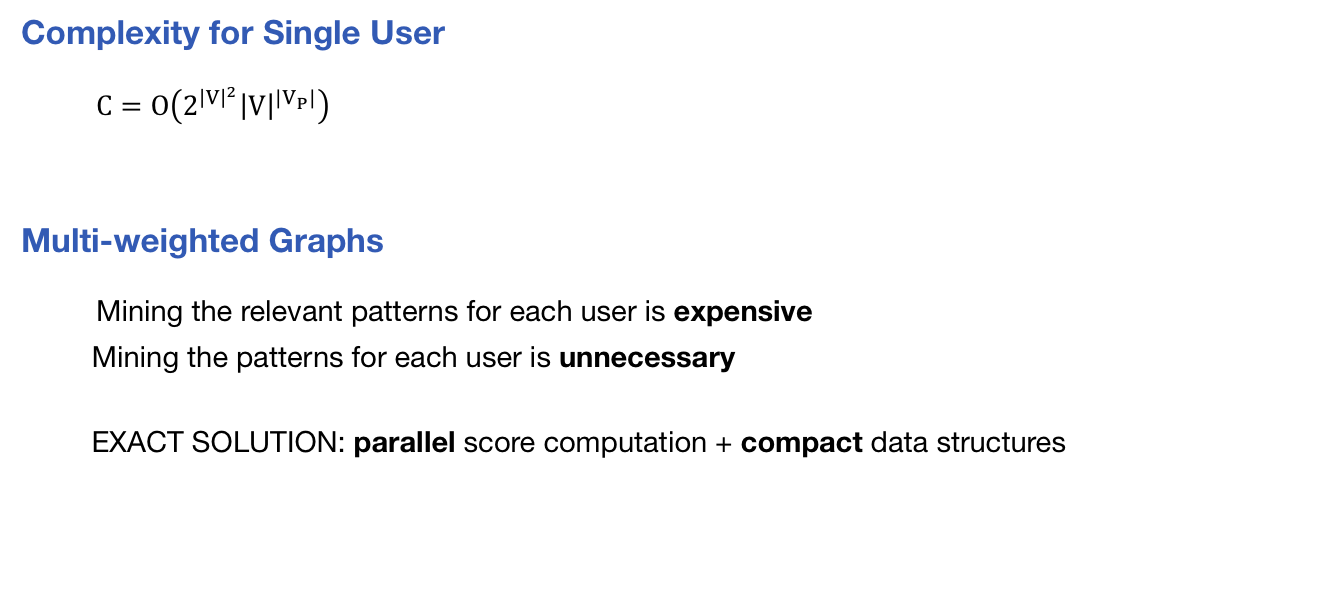 Complexity for Single User
C = O(2^{|V|²}|V|^{|V_P|})
Multi-weighted Graphs
Mining the relevant patterns for each user is expensive
Mining the patterns for each user is unnecessary
EXACT SOLUTION: parallel score computation + compact data structures